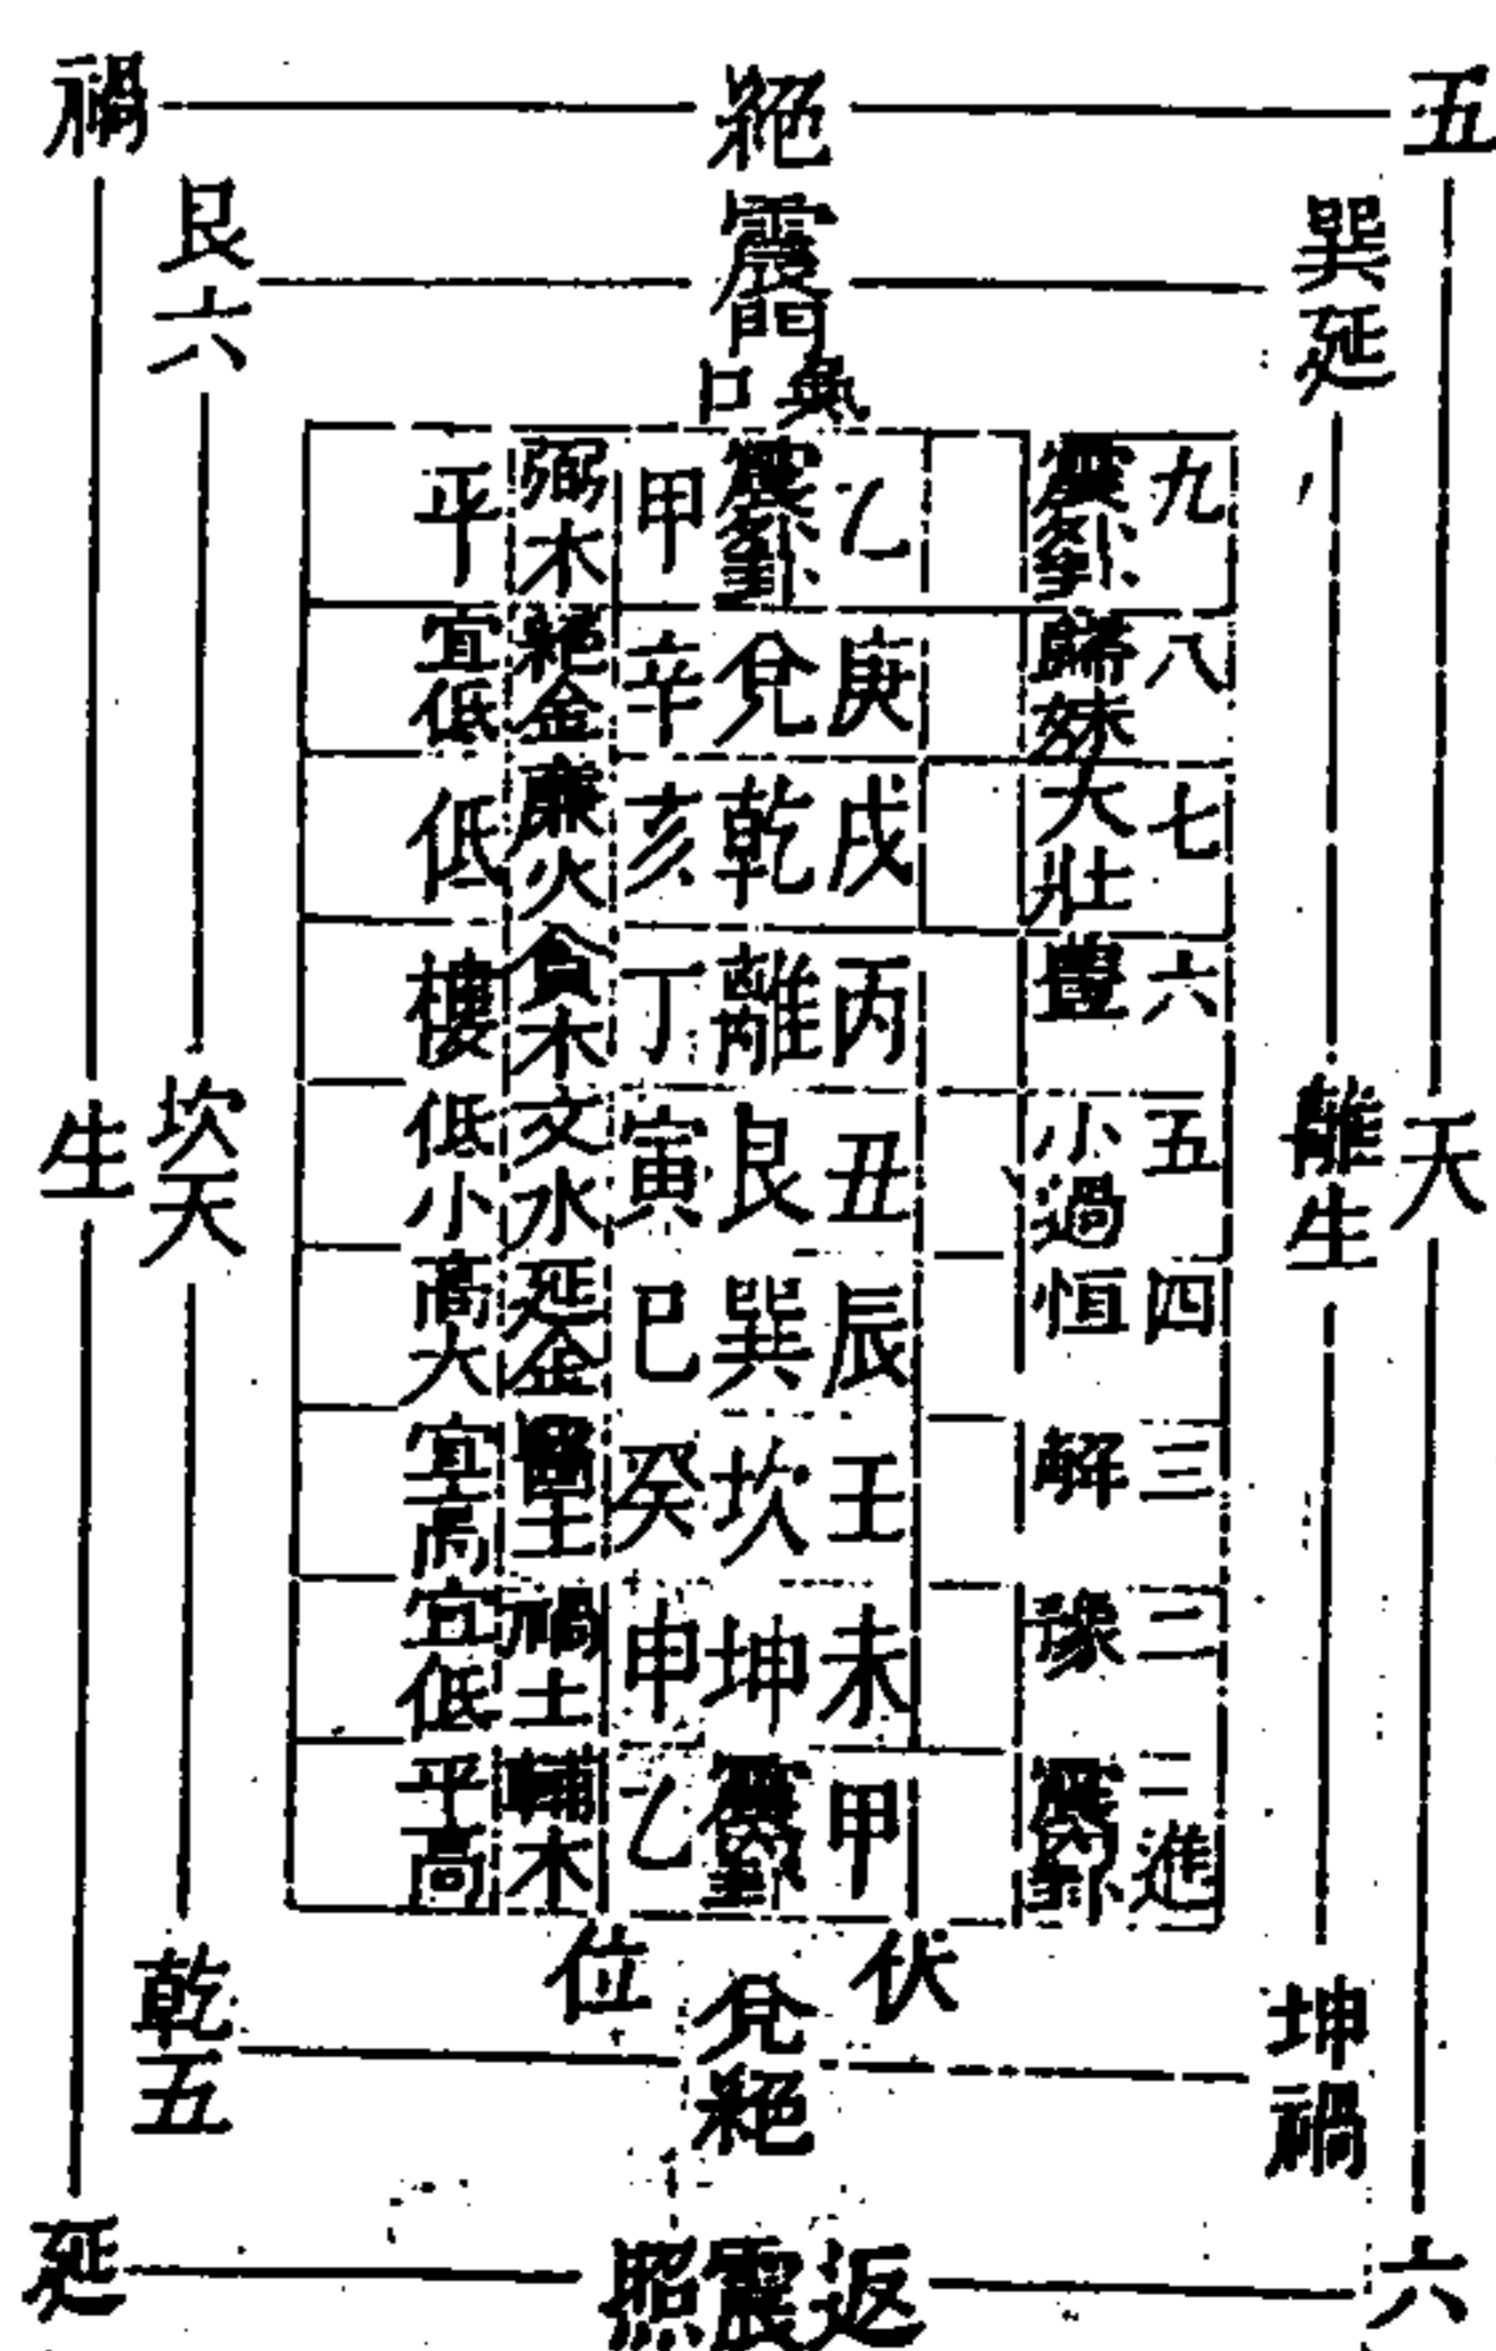 五 絕 禍
巽延 震門 艮六
口
九 震 乙 震 甲 弼木 平
八 歸妹 庚 兌 辛 絕金 宜低
七 大壯 戌 乾 亥 廉火 低
六 豐 丙 離 丁 貪木 樓
五 小過 丑 艮 寅 文水 低小
四 恒 辰 巽 巳 延金 高大
三 解 壬 坎 癸 土 宜高
二 豫 未 坤 申 禍土 宜低
一進 震 甲 震 乙 輔木 平高
天 離生 坎天 生
伏位
坤禍 兌絕 乾五
六 返震照 延